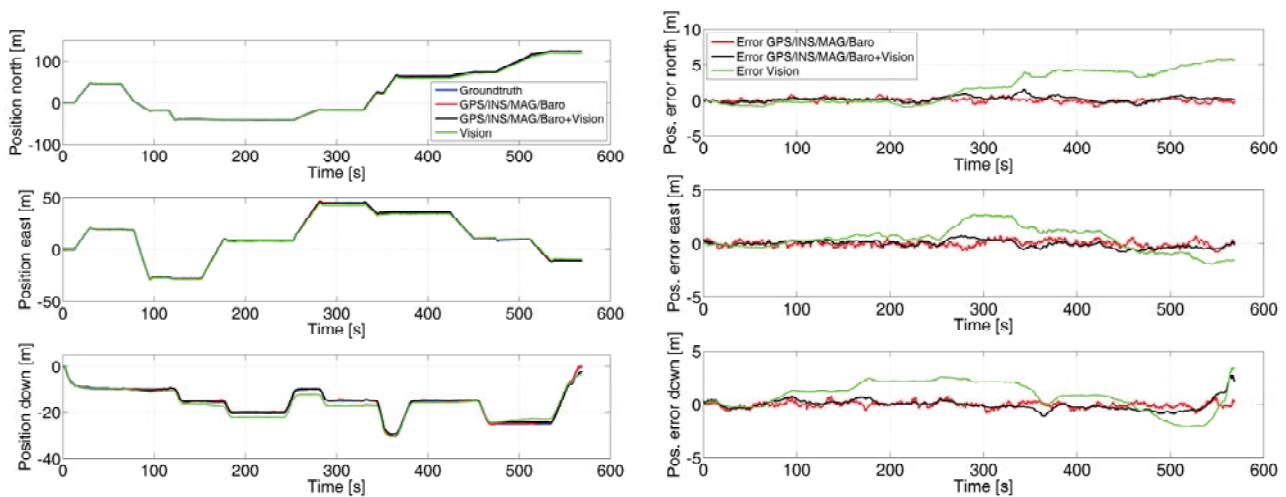 Position north [m]
100
0
-100
Groundtruth
GPS/INS/MAG/Baro
GPS/INS/MAG/Baro+Vision
Vision
0 100 200 300 400 500 600
Time [s]
Position east [m]
50
0
-50
0 100 200 300 400 500 600
Time [s]
Position down [m]
0
-20
-40
0 100 200 300 400 500 600
Time [s]
Pos. error north [m]
10
5
0
-5
Error GPS/INS/MAG/Baro
Error GPS/INS/MAG/Baro+Vision
Error Vision
0 100 200 300 400 500 600
Time [s]
Pos. error east [m]
5
0
-5
0 100 200 300 400 500 600
Time [s]
Pos. error down [m]
5
0
-5
0 100 200 300 400 500 600
Time [s]